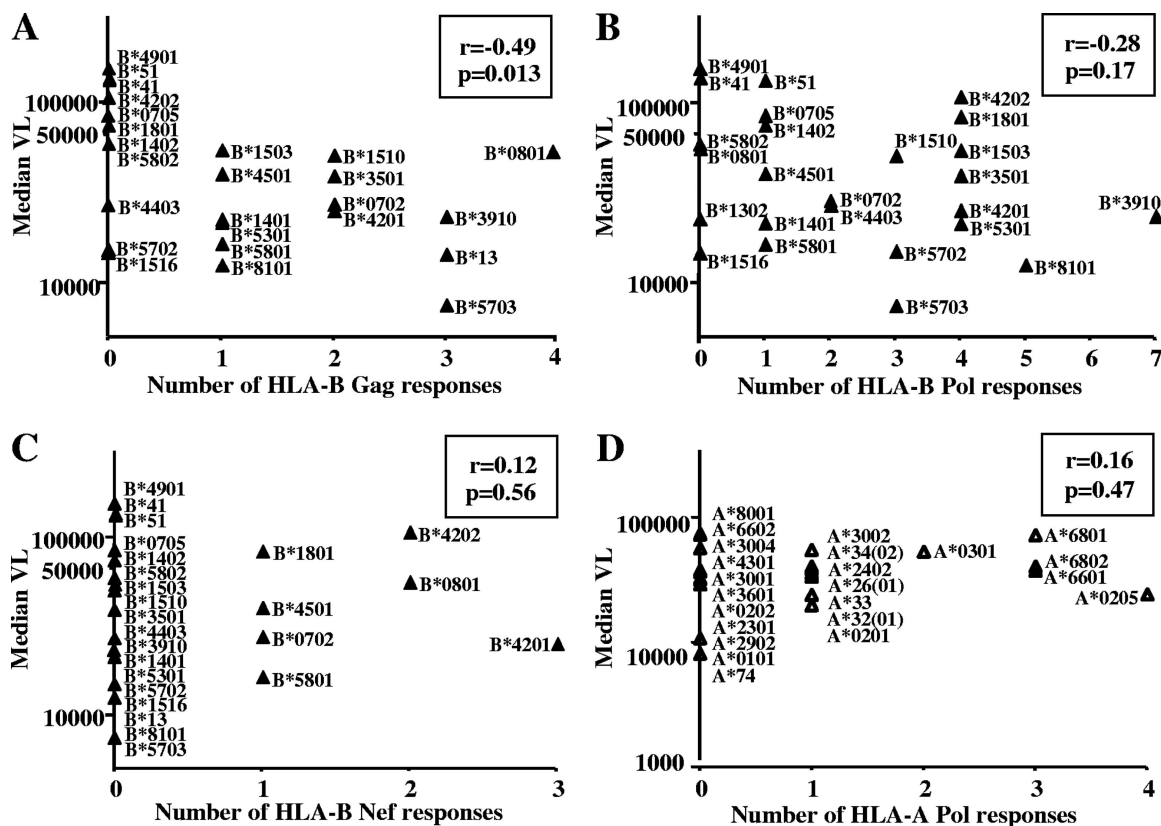 A
r=-0.49
p=0.013
Median VL
100000
50000
10000
B*4901
B*51
B*41
B*4202
B*0705
B*1801
B*1402
B*5802
B*4403
B*5702
B*1516
B*1503
B*4501
B*1401
B*5301
B*5801
B*8101
B*1510
B*3501
B*0702
B*4201
B*3910
B*13
B*5703
B*0801
0 1 2 3 4
Number of HLA-B Gag responses
B
r=-0.28
p=0.17
Median VL
100000
50000
10000
B*4901
B*41
B*5802
B*0801
B*1302
B*1516
B*51
B*0705
B*1402
B*4501
B*1401
B*5801
B*0702
B*4403
B*1510
B*5702
B*5703
B*4202
B*1801
B*1503
B*3501
B*4201
B*5301
B*8101
B*3910
0 1 2 3 4 5 6 7
Number of HLA-B Pol responses
C
r=0.12
p=0.56
Median VL
100000
50000
10000
B*4901
B*41
B*51
B*0705
B*1402
B*5802
B*1503
B*1510
B*3501
B*4403
B*3910
B*1401
B*5301
B*5702
B*1516
B*13
B*8101
B*5703
B*1801
B*4501
B*0702
B*5801
B*4202
B*0801
B*4201
0 1 2 3
Number of HLA-B Nef responses
D
r=0.16
p=0.47
Median VL
100000
10000
1000
A*8001
A*6602
A*3004
A*4301
A*3001
A*3601
A*0202
A*2301
A*2902
A*0101
A*74
A*3002
A*34(02)
A*2402
A*26(01)
A*33
A*32(01)
A*0201
A*0301
A*6801
A*6802
A*6601
A*0205
0 1 2 3 4
Number of HLA-A Pol responses